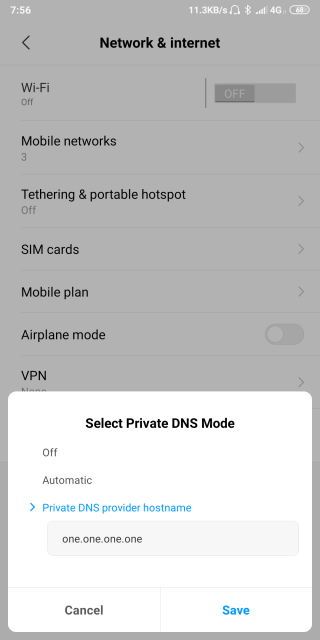 7:56
11.3KB/s 4G 68
Network & internet
Wi-Fi
Off
OFF
Mobile networks
3
Tethering & portable hotspot
Off
SIM cards
Mobile plan
Airplane mode
VPN
None
Select Private DNS Mode
Off
Automatic
Private DNS provider hostname
one.one.one.one
Cancel
Save